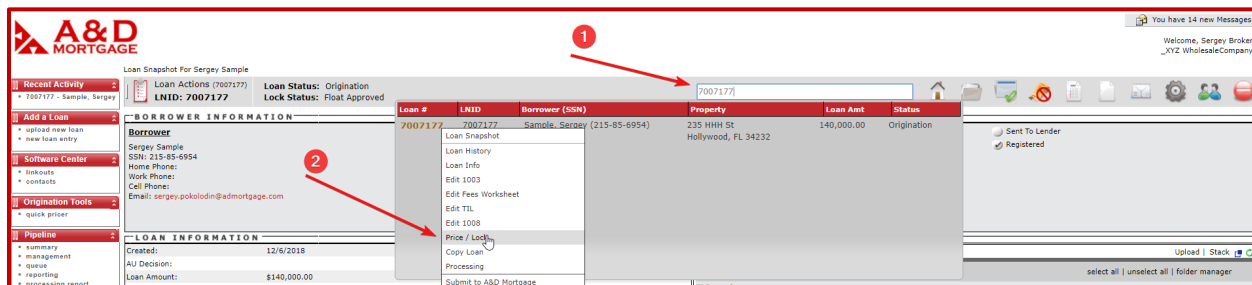 A&D
MORTGAGE
You have 14 new Messages
Welcome, Sergey Broker
_XYZ WholesaleCompany
1
Loan Snapshot For Sergey Sample
Recent Activity
7007177 - Sample, Sergey
Loan Actions (7007177)
LNID: 7007177
Loan Status: Origination
Lock Status: Float Approved
7007177
Add a Loan
upload new loan
new loan entry
Software Center
linkouts
contacts
Origination Tools
quick pricer
Pipeline
summary
management
queue
reporting
processing report
BORROWER INFORMATION
Borrower
Sergey Sample
SSN: 215-85-6954
Home Phone:
Work Phone:
Cell Phone:
Email: sergey.pokolodin@admortgage.com
LOAN INFORMATION
Created: 12/6/2018
AU Decision:
Loan Amount: $140,000.00
Loan # LNID Borrower (SSN) Property Loan Amt Status
7007177 7007177 Sample, Sergey (215-85-6954) 235 HHH St 140,000.00 Origination
Hollywood, FL 34232
2
Loan Snapshot
Loan History
Loan Info
Edit 1003
Edit Fees Worksheet
Edit TIL
Edit 1008
Price / Lock
Copy Loan
Processing
Submit to A&D Mortgage
Sent To Lender
Registered
Upload | Stack
select all | unselect all | folder manager